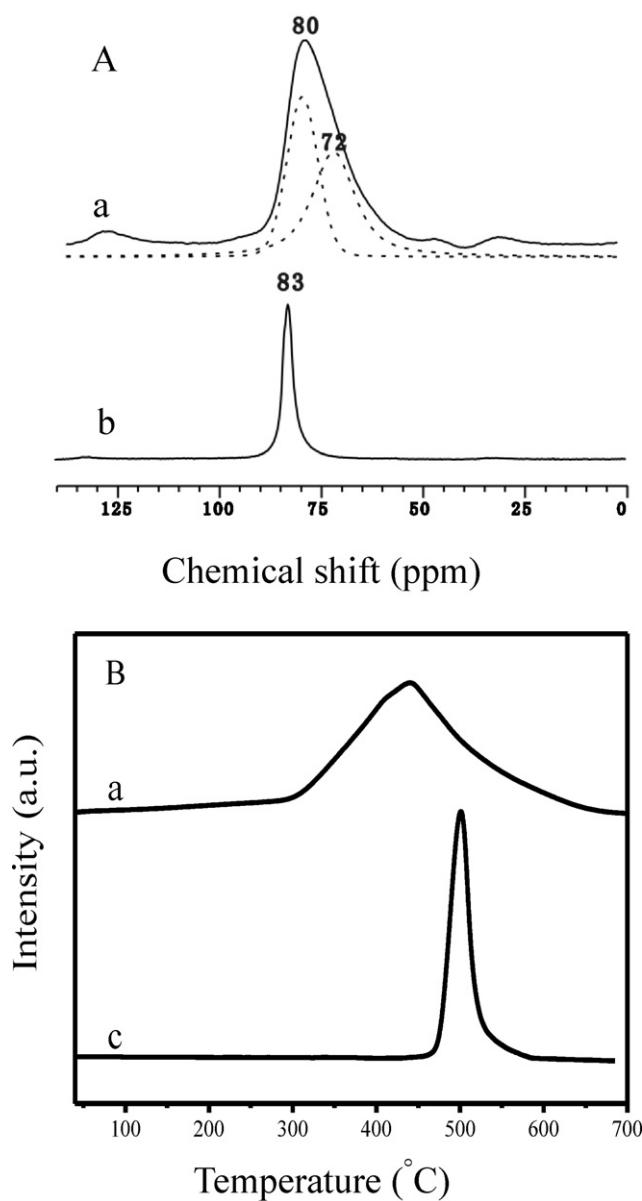 A
80
72
a
83
b
125 100 75 50 25 0
Chemical shift (ppm)
B
a
c
Intensity (a.u.)
100 200 300 400 500 600 700
Temperature (°C)